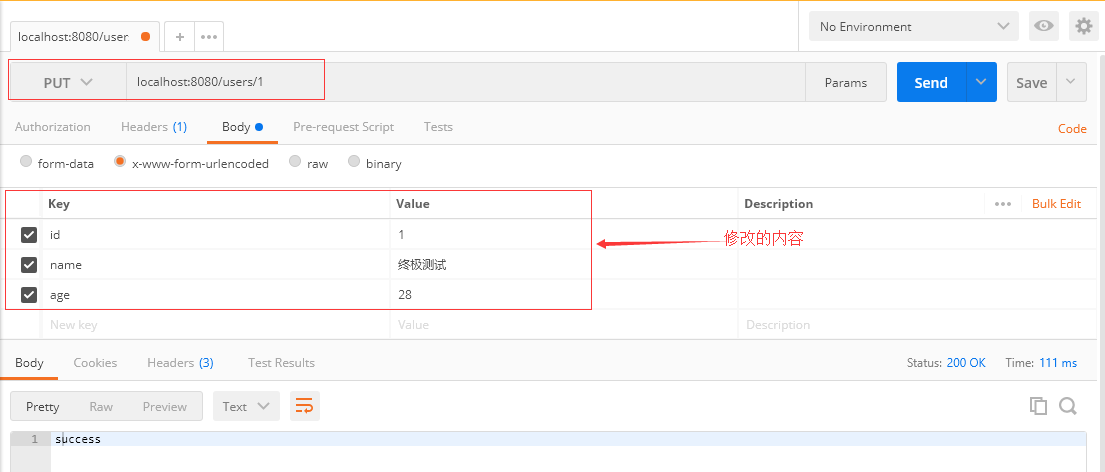 localhost:8080/user:
+
•••
No Environment
PUT
localhost:8080/users/1
Params
Send
Save
Authorization
Headers (1)
Body
Pre-request Script
Tests
Code
form-data
x-www-form-urlencoded
raw
binary
Key
Value
Description
•••
Bulk Edit
id
1
修改的内容
name
终极测试
age
28
New key
Value
Description
Body
Cookies
Headers (3)
Test Results
Status: 200 OK
Time: 111 ms
Pretty
Raw
Preview
Text
1
success